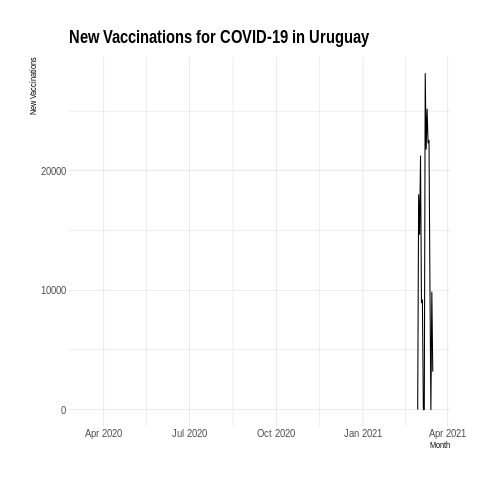 New Vaccinations for COVID-19 in Uruguay
New Vaccinations
20000
10000
0
Apr 2020 Jul 2020 Oct 2020 Jan 2021 Apr 2021
Month